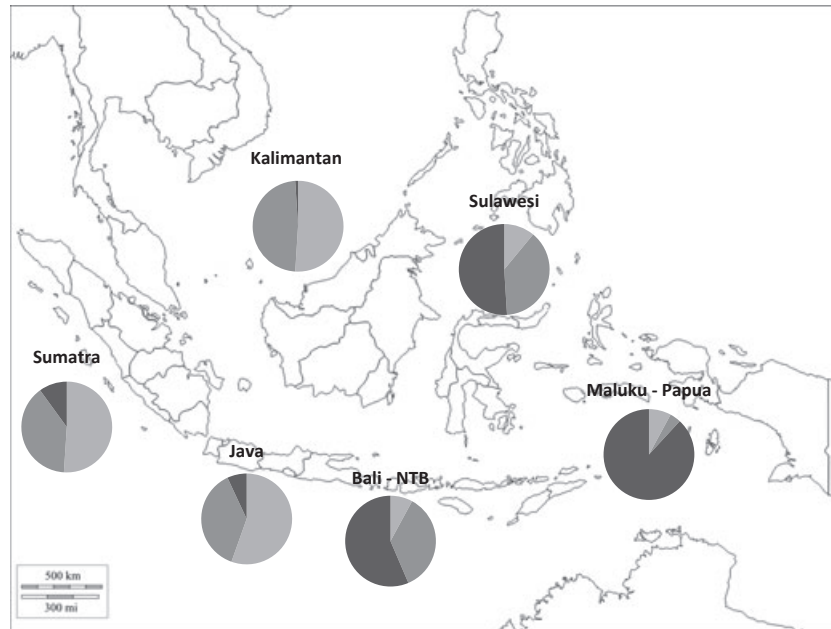 Kalimantan
Sulawesi
Sumatra
Maluku - Papua
Java
Bali - NTB
500 km
300 mi